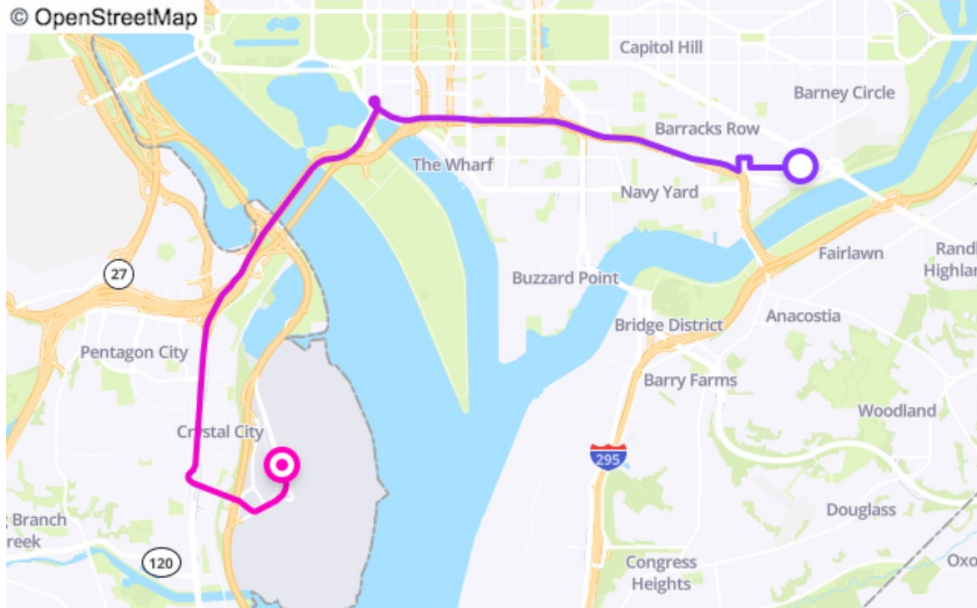 © OpenStreetMap
Capitol Hill
Barney Circle
Barracks Row
The Wharf
Navy Yard
Fairlawn
Randl
Highlan
27
Buzzard Point
Anacostia
Bridge District
Pentagon City
Barry Farms
Woodland
Crystal City
295
Douglass
Branch
reek
120
Congress
Heights
Oxo